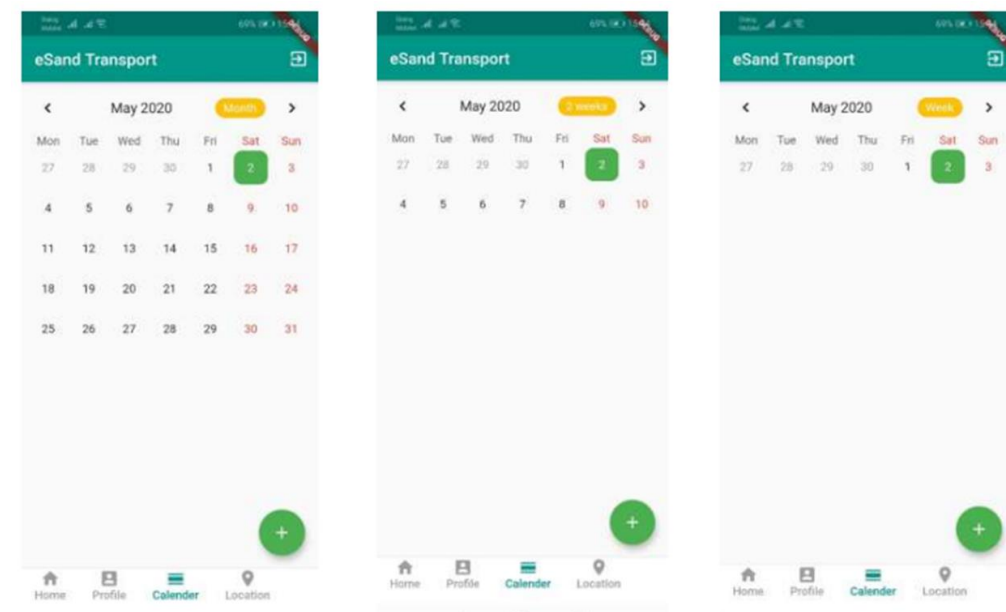 69% 15:44
eSand Transport
May 2020 Month
Mon Tue Wed Thu Fri Sat Sun
27 28 29 30 1 2 3
4 5 6 7 8 9 10
11 12 13 14 15 16 17
18 19 20 21 22 23 24
25 26 27 28 29 30 31
+
Home Profile Calender Location
69%
eSand Transport
May 2020 2 weeks
Mon Tue Wed Thu Fri Sat Sun
27 28 29 30 1 2 3
4 5 6 7 8 9 10
+
Home Profile Calender Location
69%
eSand Transport
May 2020 Week
Mon Tue Wed Thu Fri Sat Sun
27 28 29 30 1 2 3
+
Home Profile Calender Location